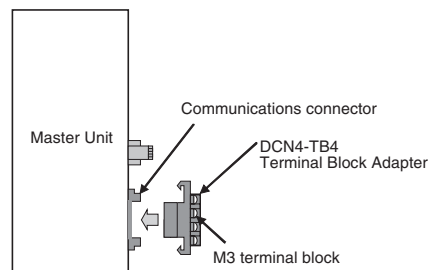 Communications connector
Master Unit
DCN4-TB4
Terminal Block Adapter
M3 terminal block